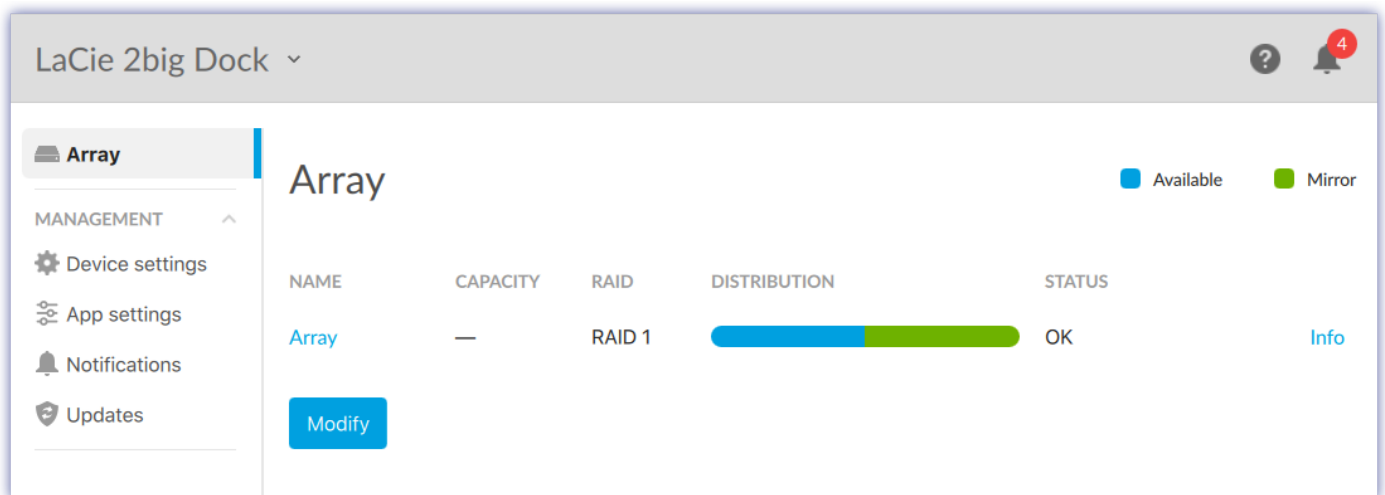 LaCie 2big Dock
4
Array
MANAGEMENT
Device settings
App settings
Notifications
Updates
Array
Available
Mirror
NAME CAPACITY RAID DISTRIBUTION STATUS
Array — RAID 1 OK Info
Modify